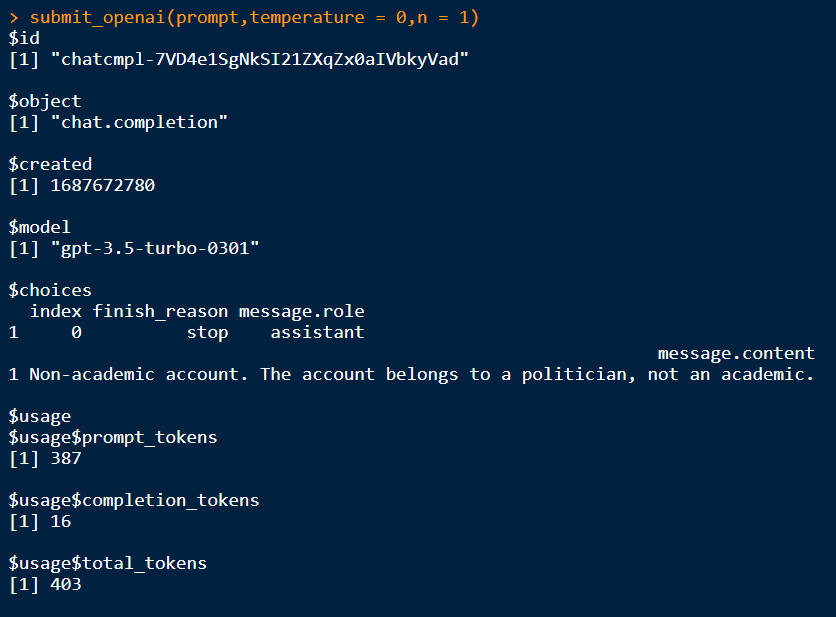 > submit_openai(prompt,temperature = 0,n = 1)
$id
[1] "chatcmpl-7VD4e1SgNkSI21ZXqZx0aIVbkyVad"

$object
[1] "chat.completion"

$created
[1] 1687672780

$model
[1] "gpt-3.5-turbo-0301"

$choices
  index finish_reason message.role
1     0          stop    assistant
                                                              message.content
1 Non-academic account. The account belongs to a politician, not an academic.

$usage
$usage$prompt_tokens
[1] 387

$usage$completion_tokens
[1] 16

$usage$total_tokens
[1] 403